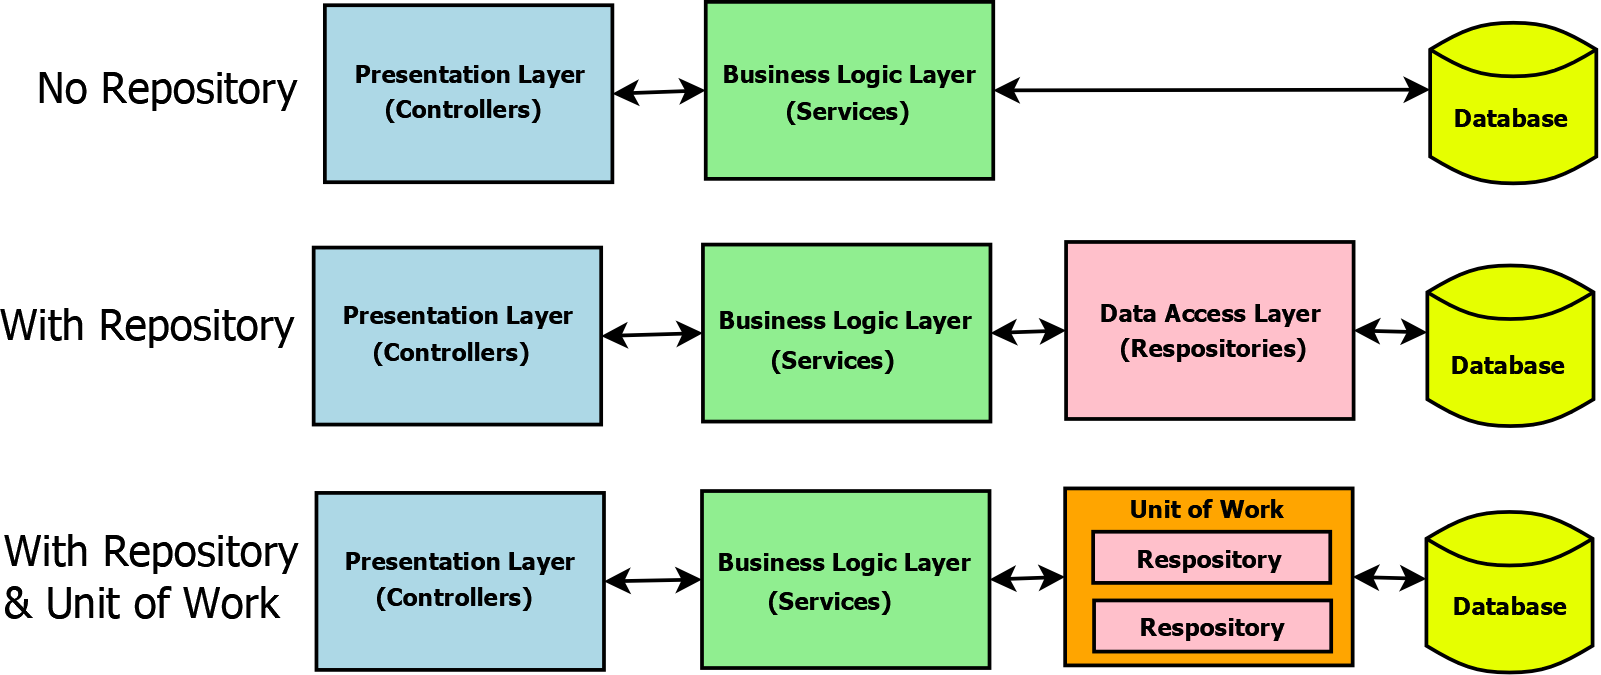 No Repository
Presentation Layer
(Controllers)
Business Logic Layer
(Services)
Database
With Repository
Presentation Layer
(Controllers)
Business Logic Layer
(Services)
Data Access Layer
(Respositories)
Database
With Repository
& Unit of Work
Presentation Layer
(Controllers)
Business Logic Layer
(Services)
Unit of Work
Respository
Respository
Database